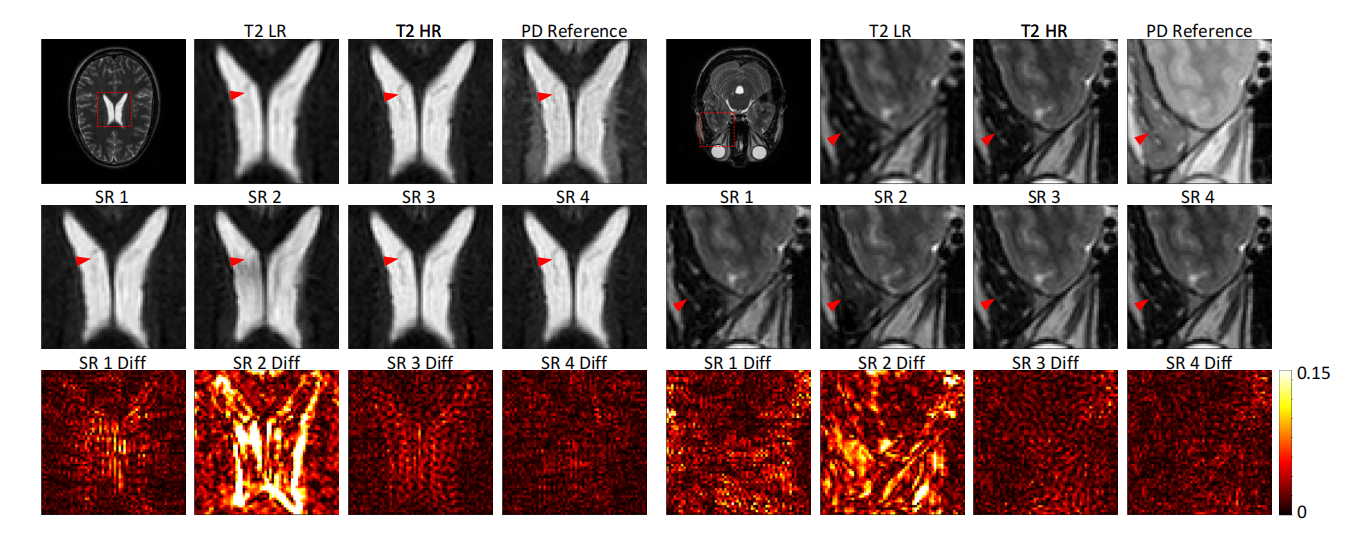 T2 LR T2 HR PD Reference T2 LR T2 HR PD Reference
SR 1 SR 2 SR 3 SR 4 SR 1 SR 2 SR 3 SR 4
SR 1 Diff SR 2 Diff SR 3 Diff SR 4 Diff SR 1 Diff SR 2 Diff SR 3 Diff SR 4 Diff
0.15
0